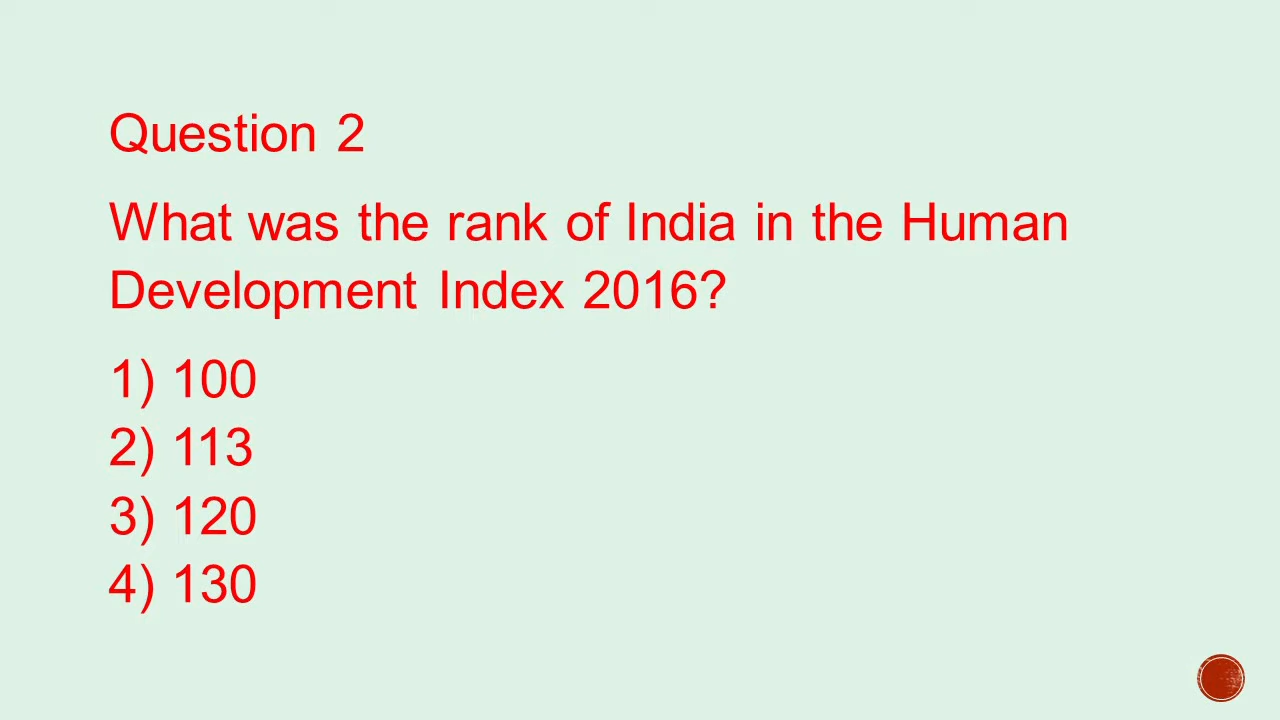 Question 2
What was the rank of India in the Human
Development Index 2016?
1) 100
2) 113
3) 120
4) 130